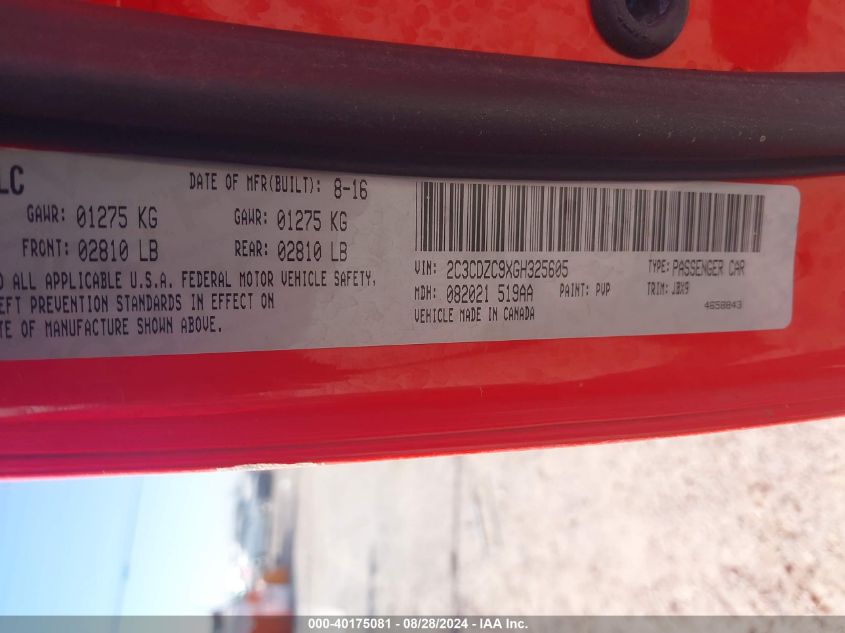 LC
DATE OF MFR(BUILT): 8-16
GAWR: 01275 KG GAWR: 01275 KG
FRONT: 02810 LB REAR: 02810 LB
ALL APPLICABLE U.S.A. FEDERAL MOTOR VEHICLE SAFETY,
EFT PREVENTION STANDARDS IN EFFECT ON
TE OF MANUFACTURE SHOWN ABOVE.
VIN: 2C3CDZC9XGH325605 TYPE: PASSENGER CAR
MDH: 082021 519AA PAINT: PVP TRIM: JBX9
VEHICLE MADE IN CANADA 4658843
000-40175081 - 08/28/2024 - IAA Inc.